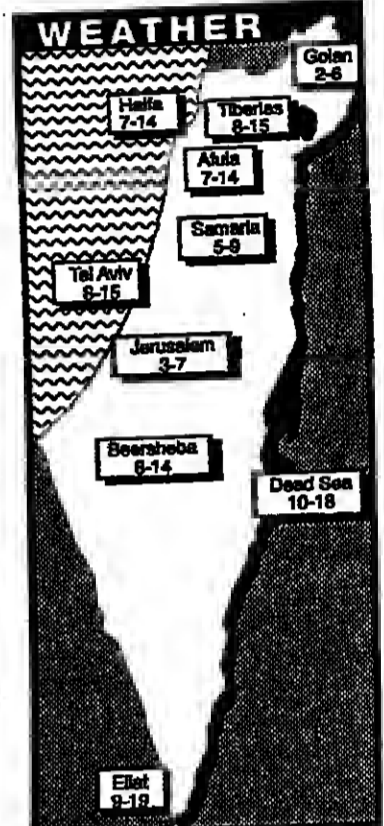 WEATHER
Golan
2-6
Haifa
7-14
Tiberias
8-15
Afula
7-14
Samaria
5-9
Tel Aviv
8-15
Jerusalem
3-7
Beersheba
6-14
Dead Sea
10-18
Eilat
9-19